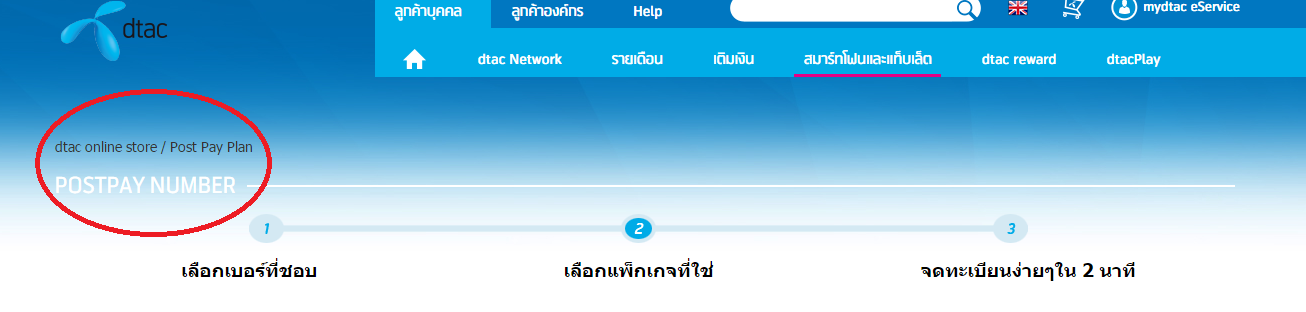 dtac
ลูกค้าบุคคล ลูกค้าองค์กร Help mydtac eService
dtac Network รายเดือน เติมเงิน สมาร์ทโฟนและแท็บเล็ต dtac reward dtacPlay
dtac online store / Post Pay Plan
POSTPAY NUMBER
1 2 3
เลือกเบอร์ที่ชอบ เลือกแพ็กเกจที่ใช่ จดทะเบียนง่ายๆใน 2 นาที